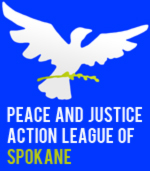 PEACE AND JUSTICE
ACTION LEAGUE OF
SPOKANE